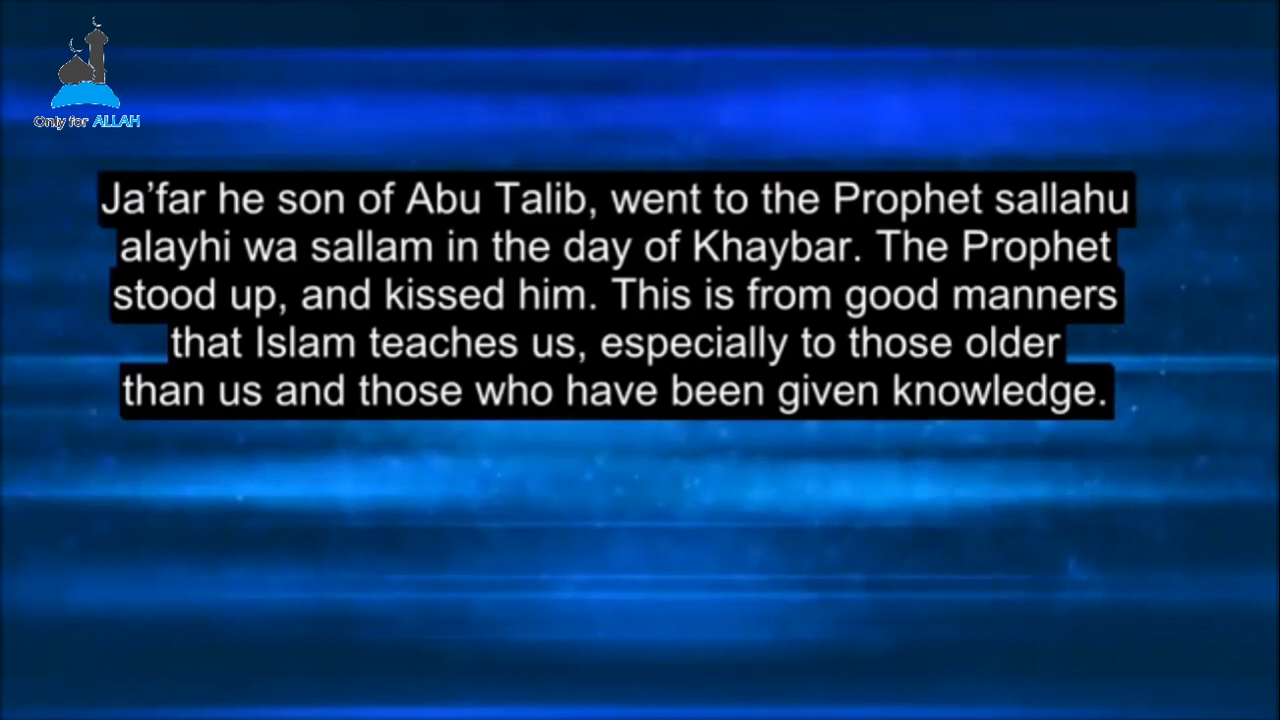 Only for ALLAH
Ja’far he son of Abu Talib, went to the Prophet sallahu
alayhi wa sallam in the day of Khaybar. The Prophet
stood up, and kissed him. This is from good manners
that Islam teaches us, especially to those older
than us and those who have been given knowledge.